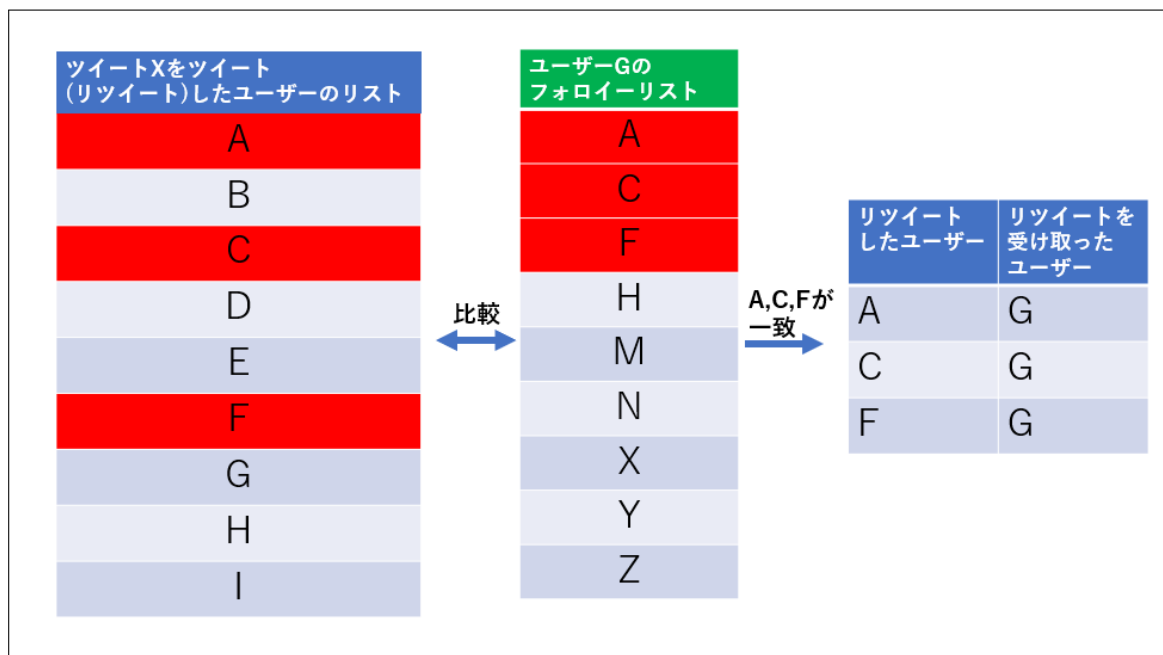 ツイートXをツイート
(リツイート)したユーザーのリスト
A
B
C
D
E
F
G
H
I
比較
ユーザーGの
フォロイーリスト
A
C
F
H
M
N
X
Y
Z
A,C,Fが
一致
リツイート
したユーザー
リツイートを
受け取った
ユーザー
A G
C G
F G